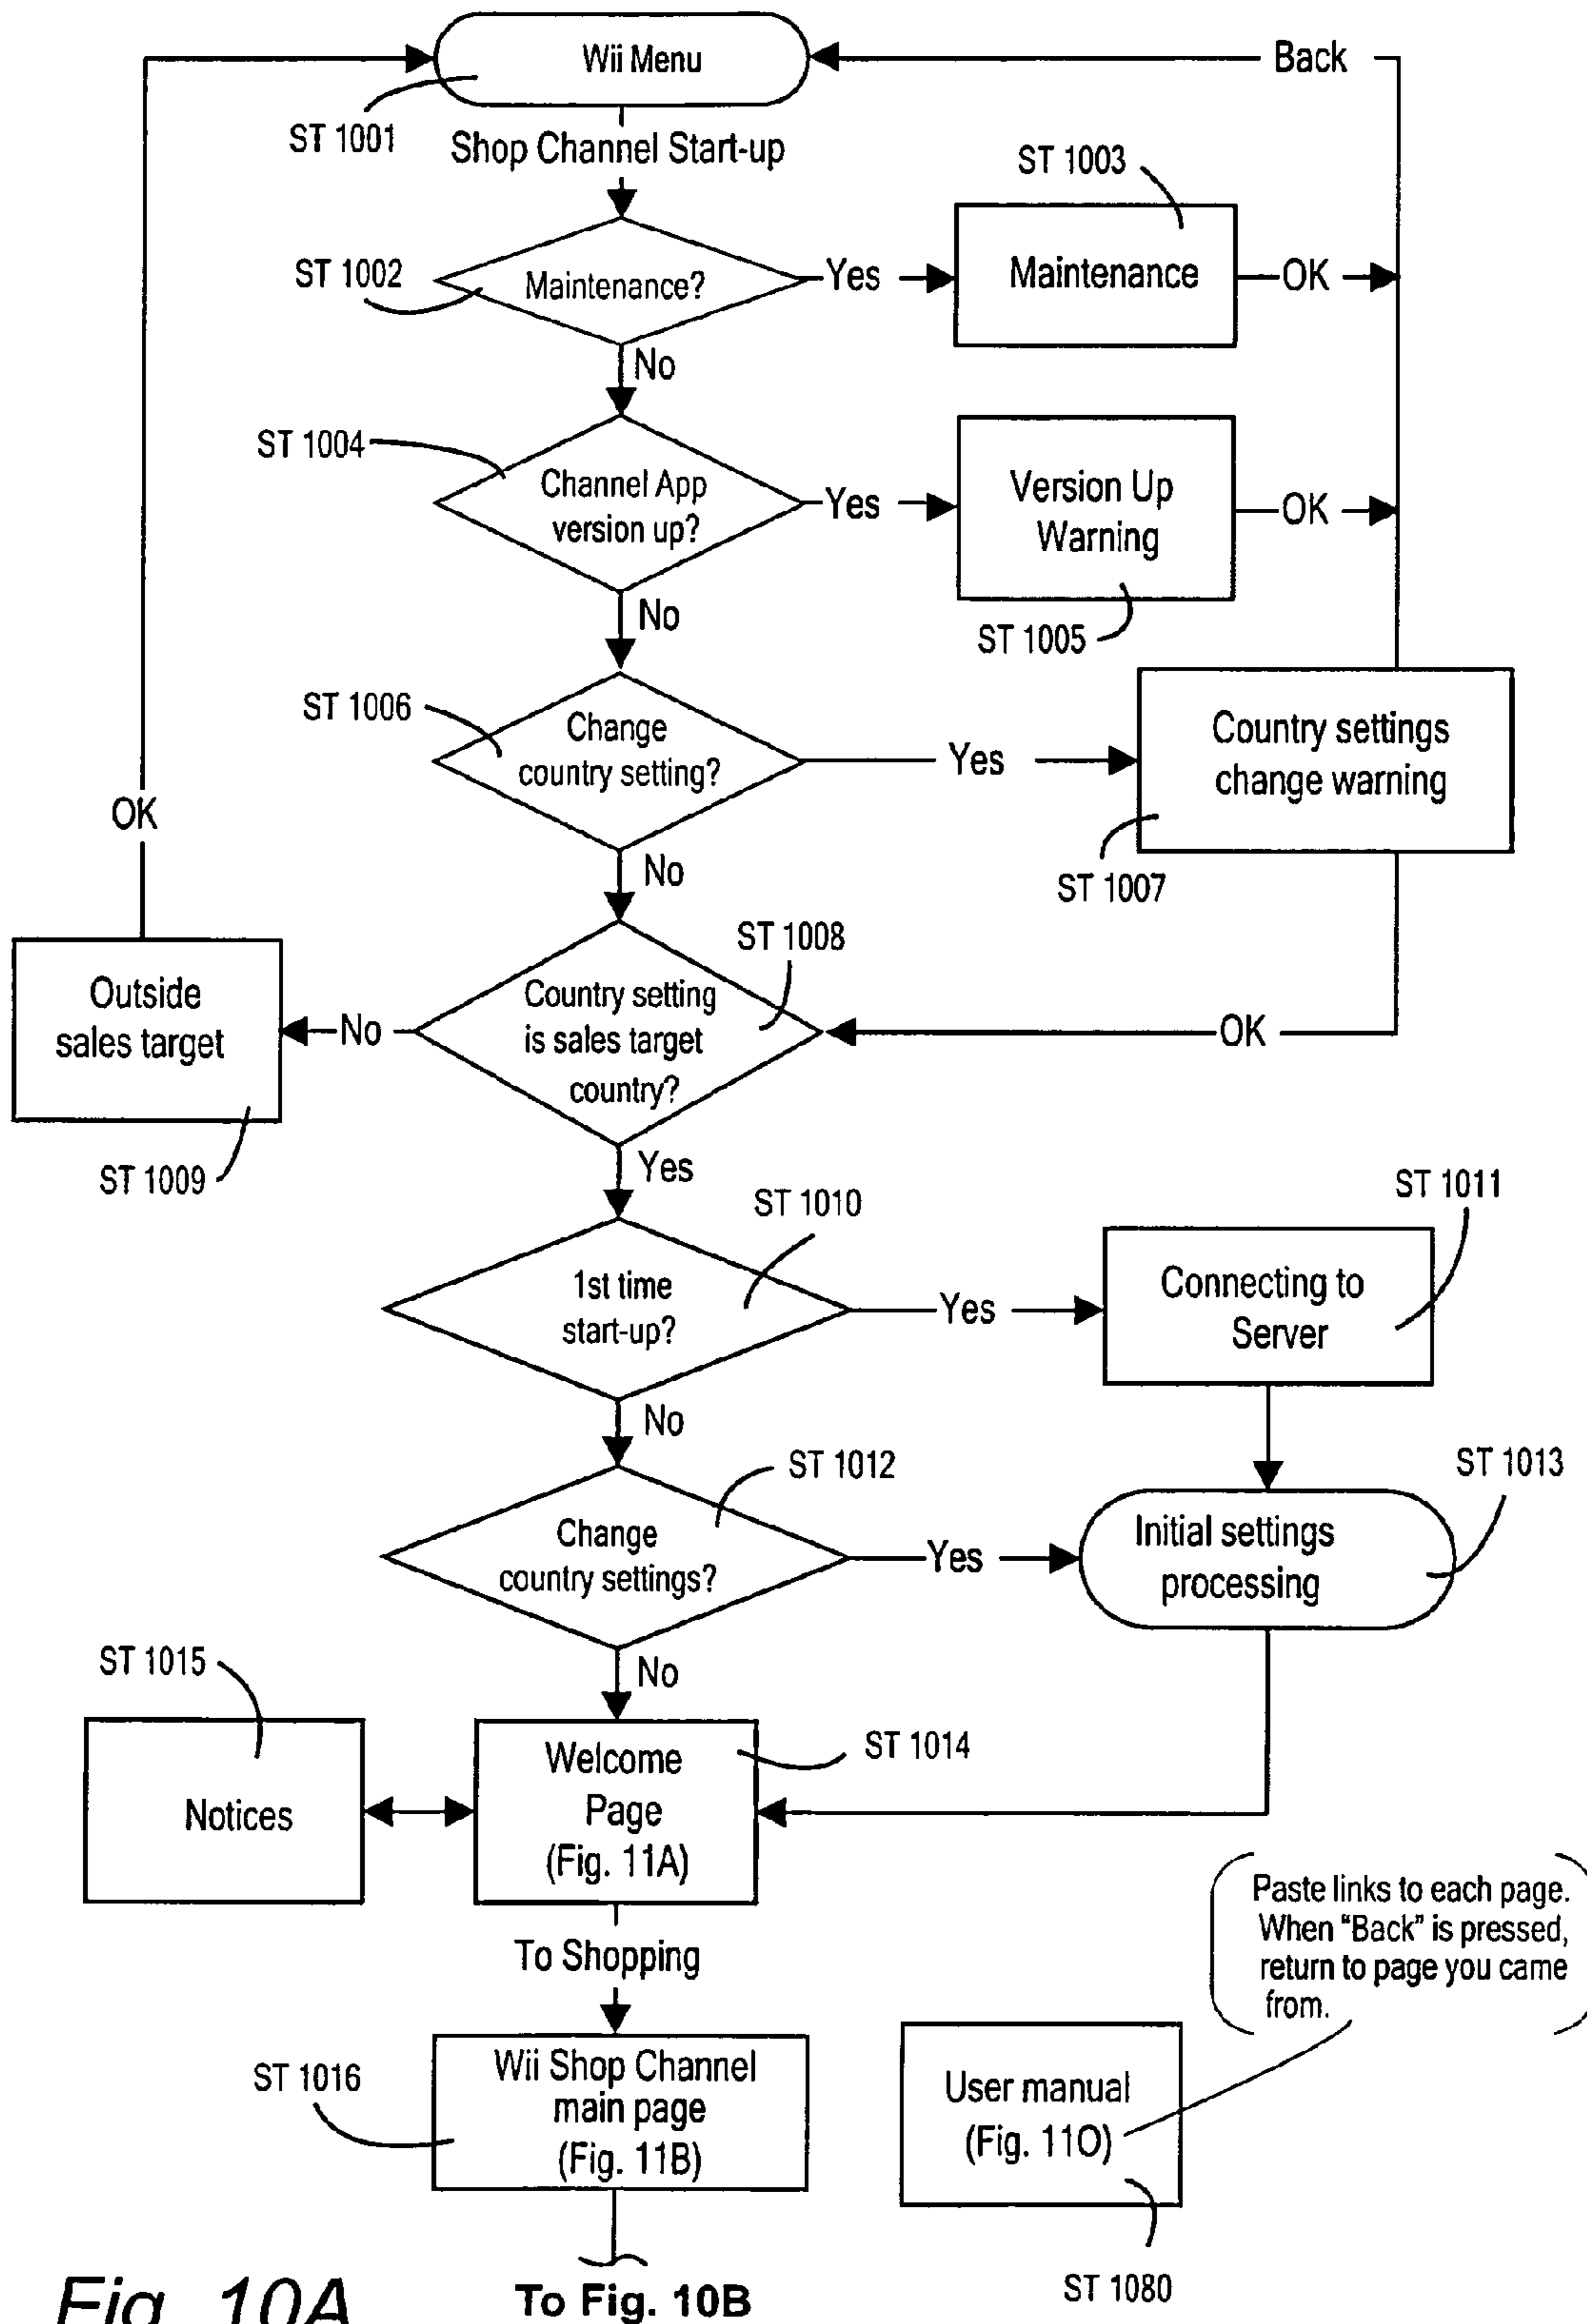 Wii Menu
Back
ST 1001
Shop Channel Start-up
ST 1003
ST 1002
Maintenance?
Yes
Maintenance
OK
No
ST 1004
Channel App
version up?
Yes
Version Up
Warning
OK
No
ST 1005
ST 1006
Change
country setting?
Yes
Country settings
change warning
OK
No
ST 1007
ST 1008
Outside
sales target
No
Country setting
is sales target
country?
OK
ST 1009
Yes
ST 1010
ST 1011
1st time
start-up?
Yes
Connecting to
Server
No
ST 1012
ST 1013
Change
country settings?
Yes
Initial settings
processing
ST 1015
No
Notices
Welcome
Page
(Fig. 11A)
ST 1014
To Shopping
Paste links to each page.
When "Back" is pressed,
return to page you came
from.
ST 1016
Wii Shop Channel
main page
(Fig. 11B)
User manual
(Fig. 11O)
ST 1080
Fig. 10A
To Fig. 10B